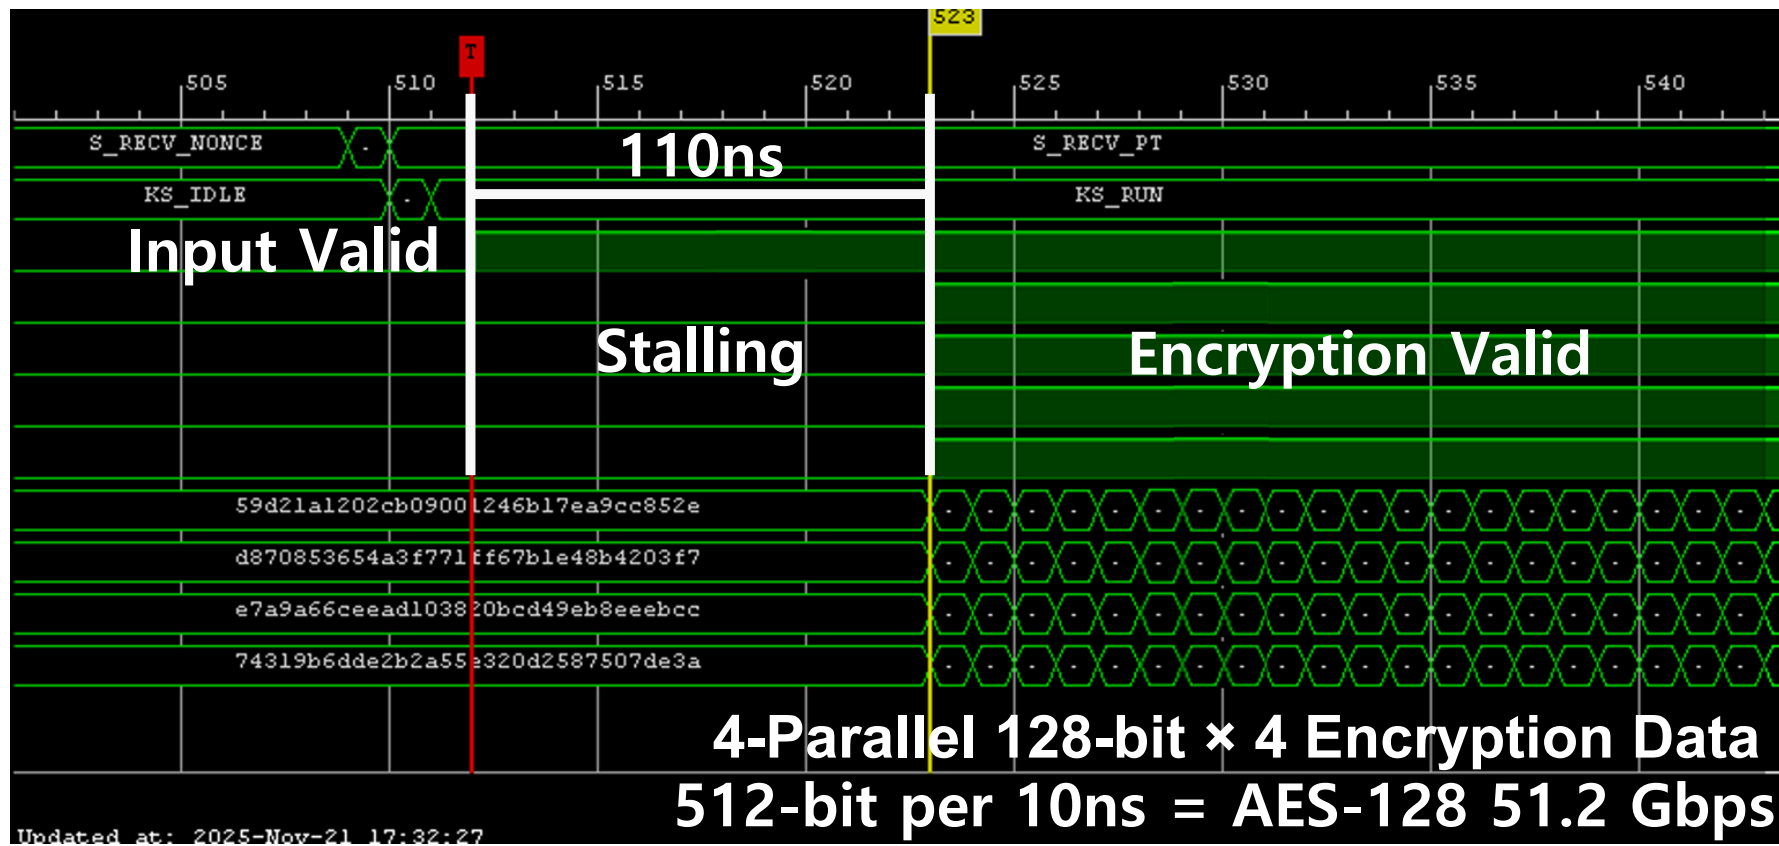 523
T
505 510 515 520 525 530 535 540
S_RECV_NONCE S_RECV_PT
110ns
KS_IDLE KS_RUN
Input Valid
Stalling
Encryption Valid
59d21a1202cb09001246b17ea9cc852e
d870853654a3f7711ff67b1e48b4203f7
e7a9a66ceead103820bcd49eb8eeebcc
74319b6dde2b2a55e320d2587507de3a
4-Parallel 128-bit × 4 Encryption Data
512-bit per 10ns = AES-128 51.2 Gbps
Updated at: 2025-Nov-21 17:32:27